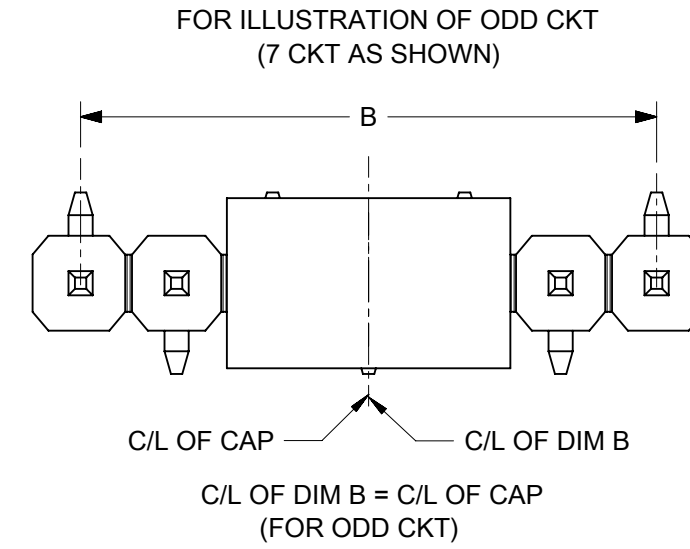 FOR ILLUSTRATION OF ODD CKT
(7 CKT AS SHOWN)
B
C/L OF CAP
C/L OF DIM B
C/L OF DIM B = C/L OF CAP
(FOR ODD CKT)